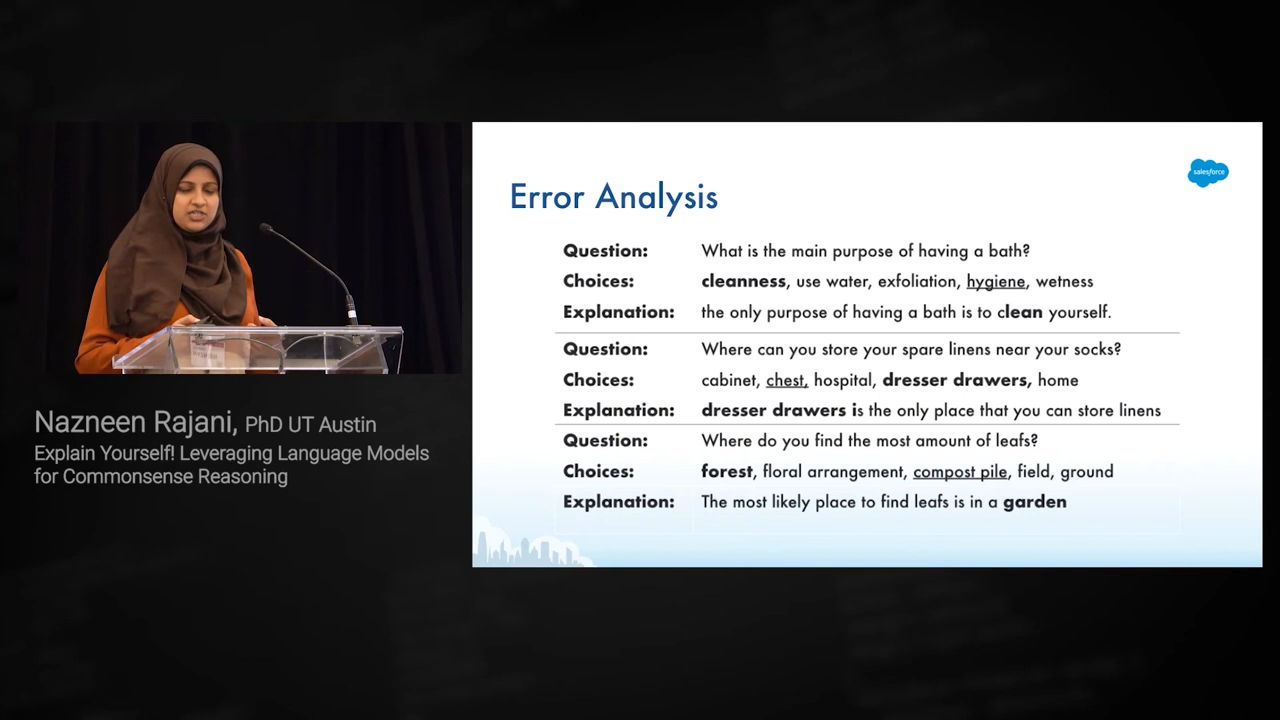 salesforce
Error Analysis
Question: What is the main purpose of having a bath?
Choices: cleanness, use water, exfoliation, hygiene, wetness
Explanation: the only purpose of having a bath is to clean yourself.
Question: Where can you store your spare linens near your socks?
Choices: cabinet, chest, hospital, dresser drawers, home
Explanation: dresser drawers is the only place that you can store linens
Question: Where do you find the most amount of leafs?
Choices: forest, floral arrangement, compost pile, field, ground
Explanation: The most likely place to find leafs is in a garden
Nazneen Rajani, PhD UT Austin
Explain Yourself! Leveraging Language Models
for Commonsense Reasoning